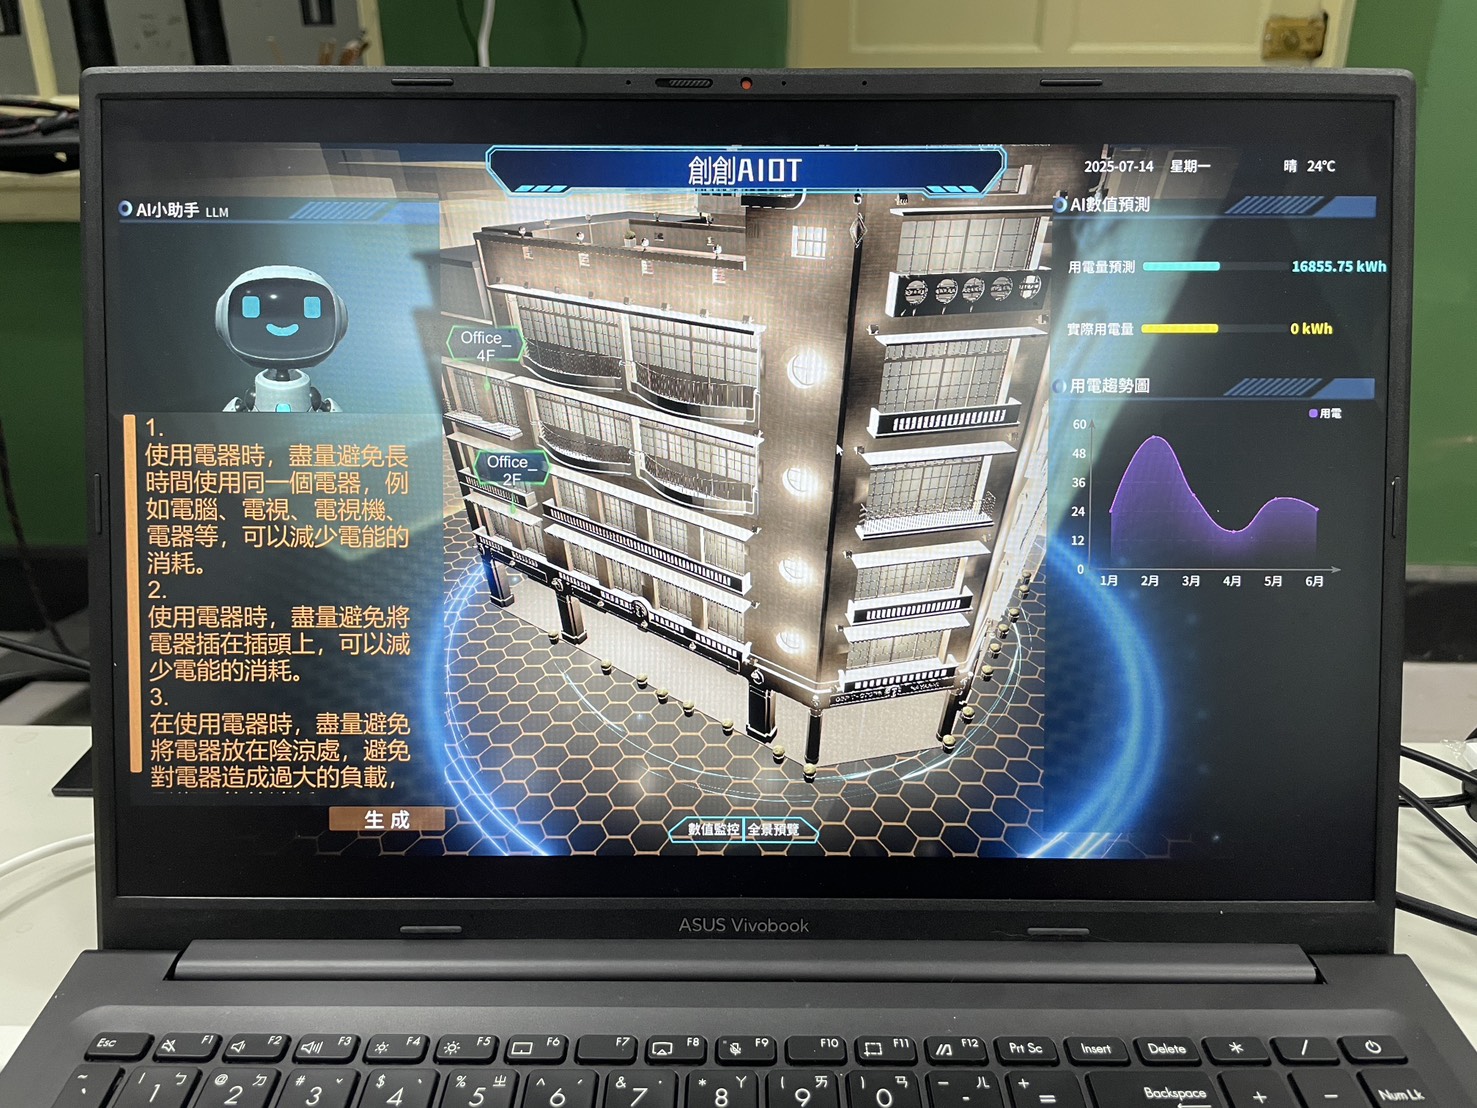 創創AIOT
2025-07-14 星期一 晴 24℃
AI小助手 LLM
1.
使用電器時，盡量避免長
時間使用同一個電器，例
如電腦、電視、電視機、
電器等，可以減少電能的
消耗。
2.
使用電器時，盡量避免將
電器插在插頭上，可以減
少電能的消耗。
3.
在使用電器時，盡量避免
將電器放在陰涼處，避免
對電器造成過大的負載，
生成
Office_
4F
Office_
2F
數值監控 全景預覽
AI數值預測
用電量預測 16855.75 kWh
實際用電量 0 kWh
用電趨勢圖
用電
60
48
36
24
12
0
1月 2月 3月 4月 5月 6月
ASUS Vivobook
Esc F1 F2 F3 F4 F5 F6 F7 F8 F9 F10 F11 F12 Prt Sc Insert Delete * /
~ ! ㄅ @ ㄉ # ˇ $ ˋ % ㄓ ^ ˊ & ˙ * ㄚ ( ㄞ ) ㄢ – ㄦ + Backspace + – Num Lk
1 2 3 4 5 6 7 8 9 0 - =